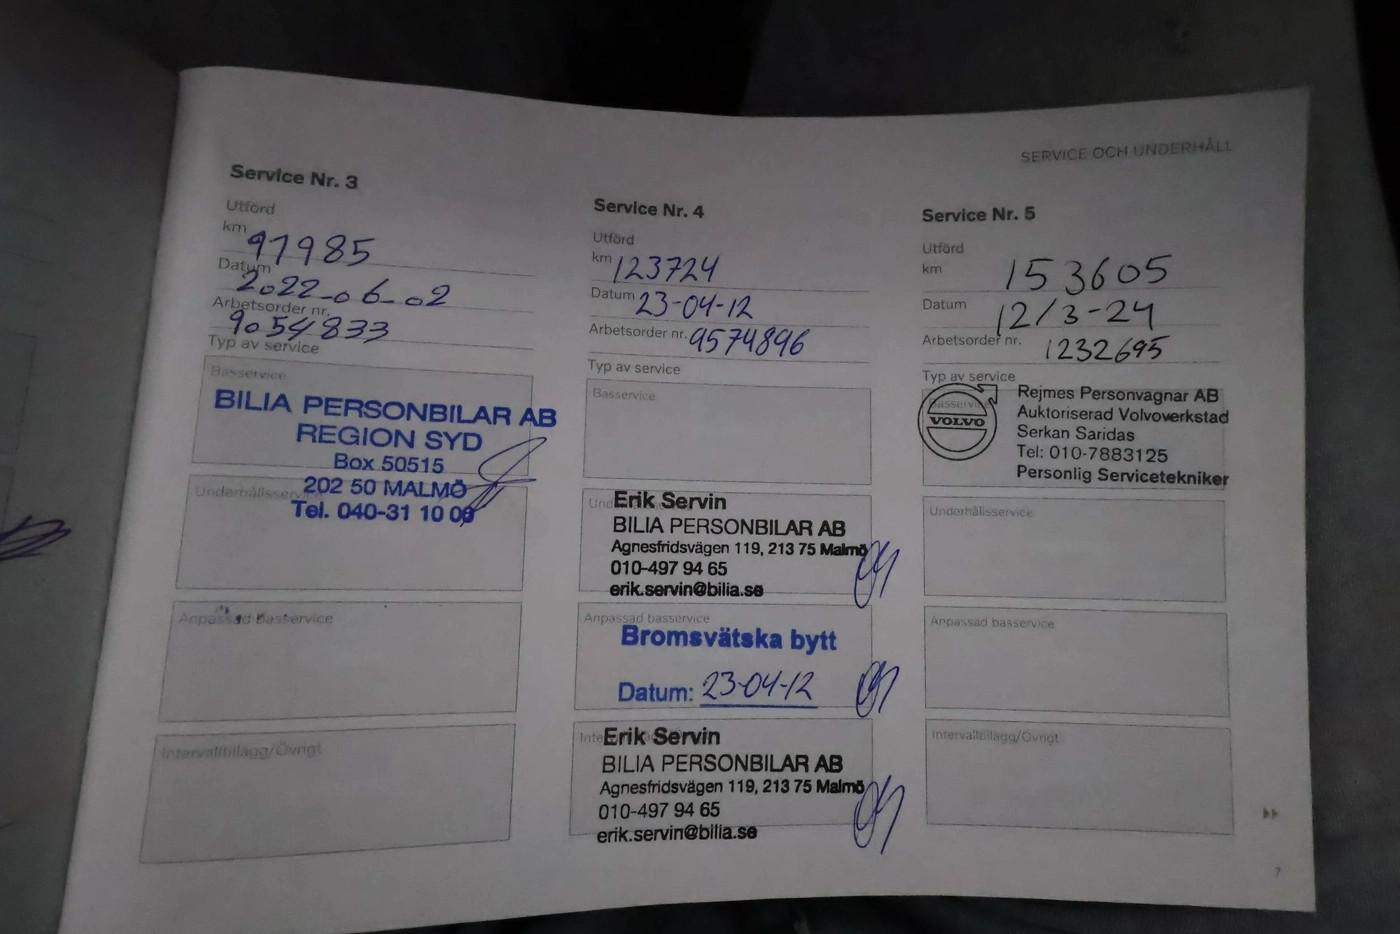 SERVICE OCH UNDERHÅLL
Service Nr. 3
Utförd
km 97985
Datum 2022-06-02
Arbetsorder nr. 9054833
Typ av service
Basservice
BILIA PERSONBILAR AB
REGION SYD
Box 50515
202 50 MALMÖ
Tel. 040-31 10 00
Underhållsservice
Anpassad basservice
Intervalltillägg/Övrigt
Service Nr. 4
Utförd
km 123724
Datum 23-04-12
Arbetsorder nr. 9574896
Typ av service
Basservice
Erik Servin
BILIA PERSONBILAR AB
Agnesfridsvägen 119, 213 75 Malmö
010-497 94 65
erik.servin@bilia.se
Anpassad basservice
Bromsvätska bytt
Datum: 23-04-12
Erik Servin
BILIA PERSONBILAR AB
Agnesfridsvägen 119, 213 75 Malmö
010-497 94 65
erik.servin@bilia.se
Service Nr. 5
Utförd
km 153605
Datum 12/3-24
Arbetsorder nr. 1232695
Typ av service
Basservice
VOLVO
Rejmes Personvagnar AB
Auktoriserad Volvoverkstad
Serkan Saridas
Tel: 010-7883125
Personlig Servicetekniker
Underhållsservice
Anpassad basservice
Intervalltillägg/Övrigt
7